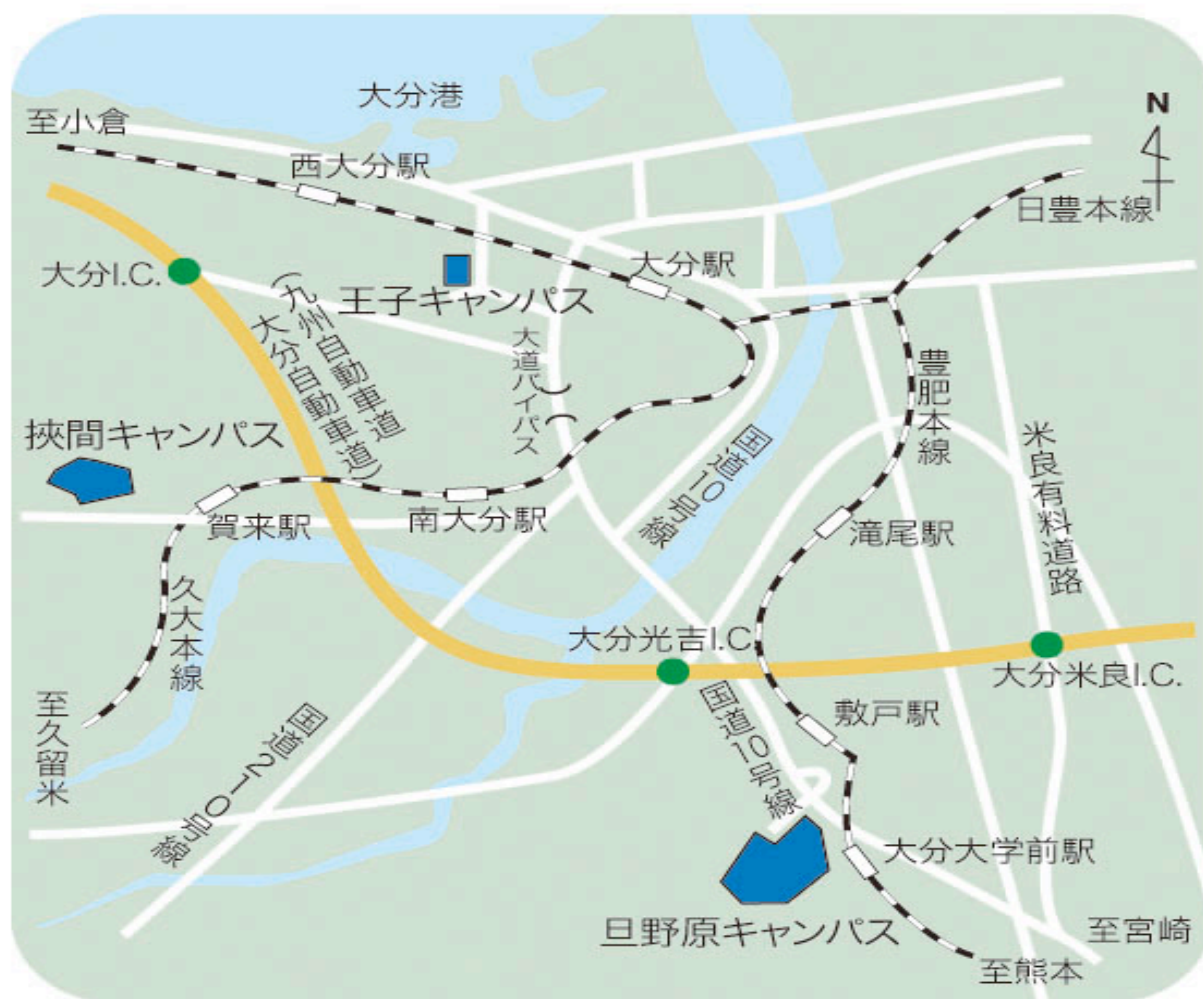 大分港
N
至小倉
西大分駅
日豊本線
大分I.C.
大分駅
王子キャンパス
(九州自動車道
大分自動車道)
大道バイパス
豊肥本線
挾間キャンパス
国道10号線
米良有料道路
賀来駅
南大分駅
滝尾駅
久大本線
大分光吉I.C.
大分米良I.C.
至久留米
国道210号線
国道10号線
敷戸駅
大分大学前駅
旦野原キャンパス
至宮崎
至熊本